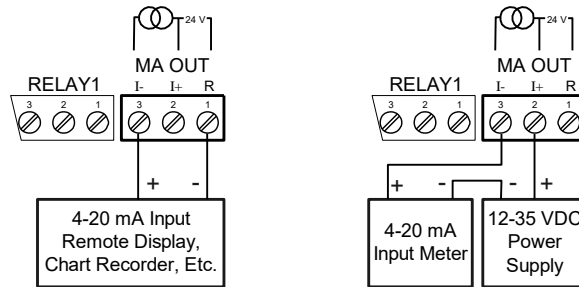 24 V
MA OUT
RELAY1
I- I+ R
3 2 1
3 2 1
+ -
4-20 mA Input
Remote Display,
Chart Recorder, Etc.
24 V
MA OUT
RELAY1
I- I+ R
3 2 1
3 2 1
+ - - +
4-20 mA
Input Meter
12-35 VDC
Power
Supply